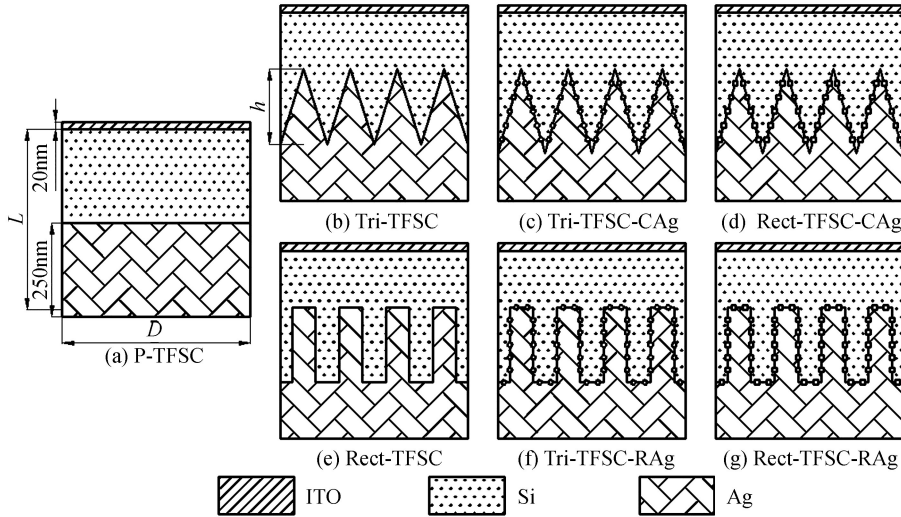 h
20nm
L
250nm
D
(a) P-TFSC
(b) Tri-TFSC
(c) Tri-TFSC-CAg
(d) Rect-TFSC-CAg
(e) Rect-TFSC
(f) Tri-TFSC-RAg
(g) Rect-TFSC-RAg
ITO
Si
Ag